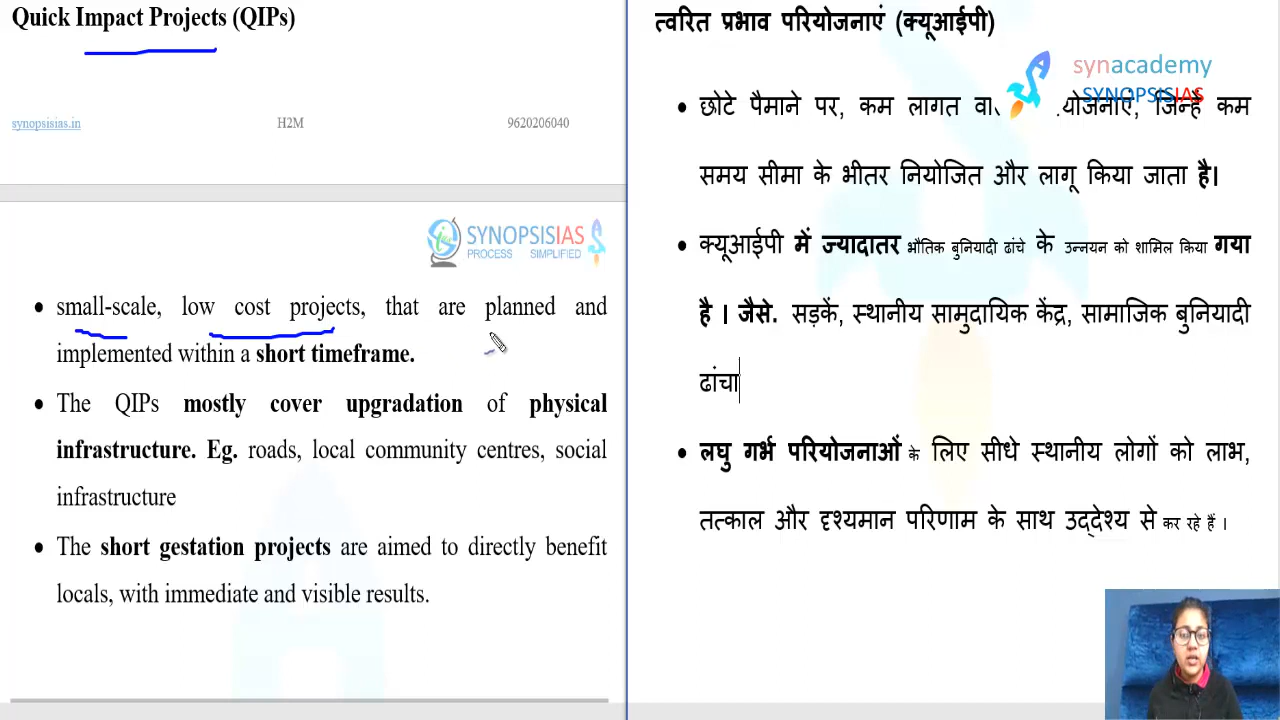 Quick Impact Projects (QIPs)
synopsisias.in H2M 9620206040
SYNOPSISIAS
PROCESS SIMPLIFIED
• small-scale, low cost projects, that are planned and
implemented within a short timeframe.
• The QIPs mostly cover upgradation of physical
infrastructure. Eg. roads, local community centres, social
infrastructure
• The short gestation projects are aimed to directly benefit
locals, with immediate and visible results.
त्वरित प्रभाव परियोजनाएं (क्यूआईपी)
synacademy
SYNOPSISIAS
• छोटे पैमाने पर, कम लागत जिन्हें कम
समय सीमा के भीतर नियोजित और लागू किया जाता है।
• क्यूआईपी में ज्यादातर भौतिक बुनियादी ढांचे के उन्नयन को शामिल किया गया
है । जैसे. सड़कें, स्थानीय सामुदायिक केंद्र, सामाजिक बुनियादी
ढांचा
• लघु गर्भ परियोजनाओं के लिए सीधे स्थानीय लोगों को लाभ,
तत्काल और दृश्यमान परिणाम के साथ उद्देश्य से कर रहे हैं ।